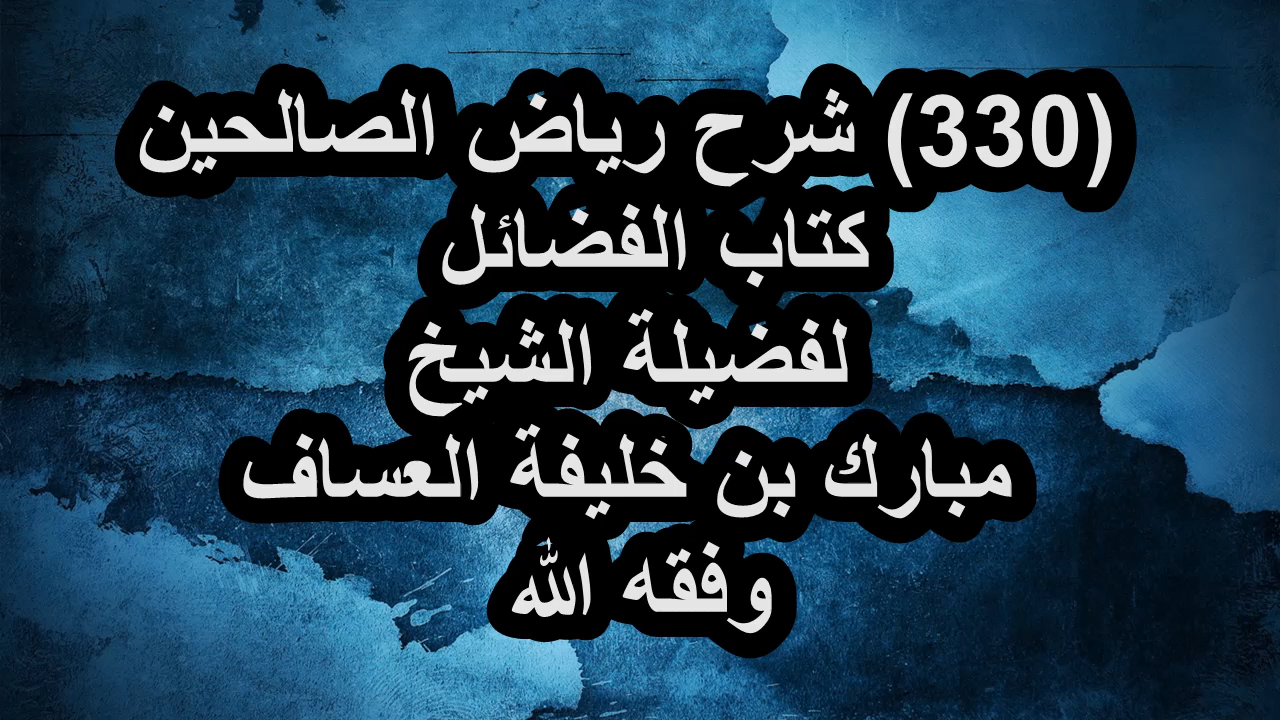 (330) شرح رياض الصالحين
كتاب الفضائل
لفضيلة الشيخ
مبارك بن خليفة العساف
وفقه الله